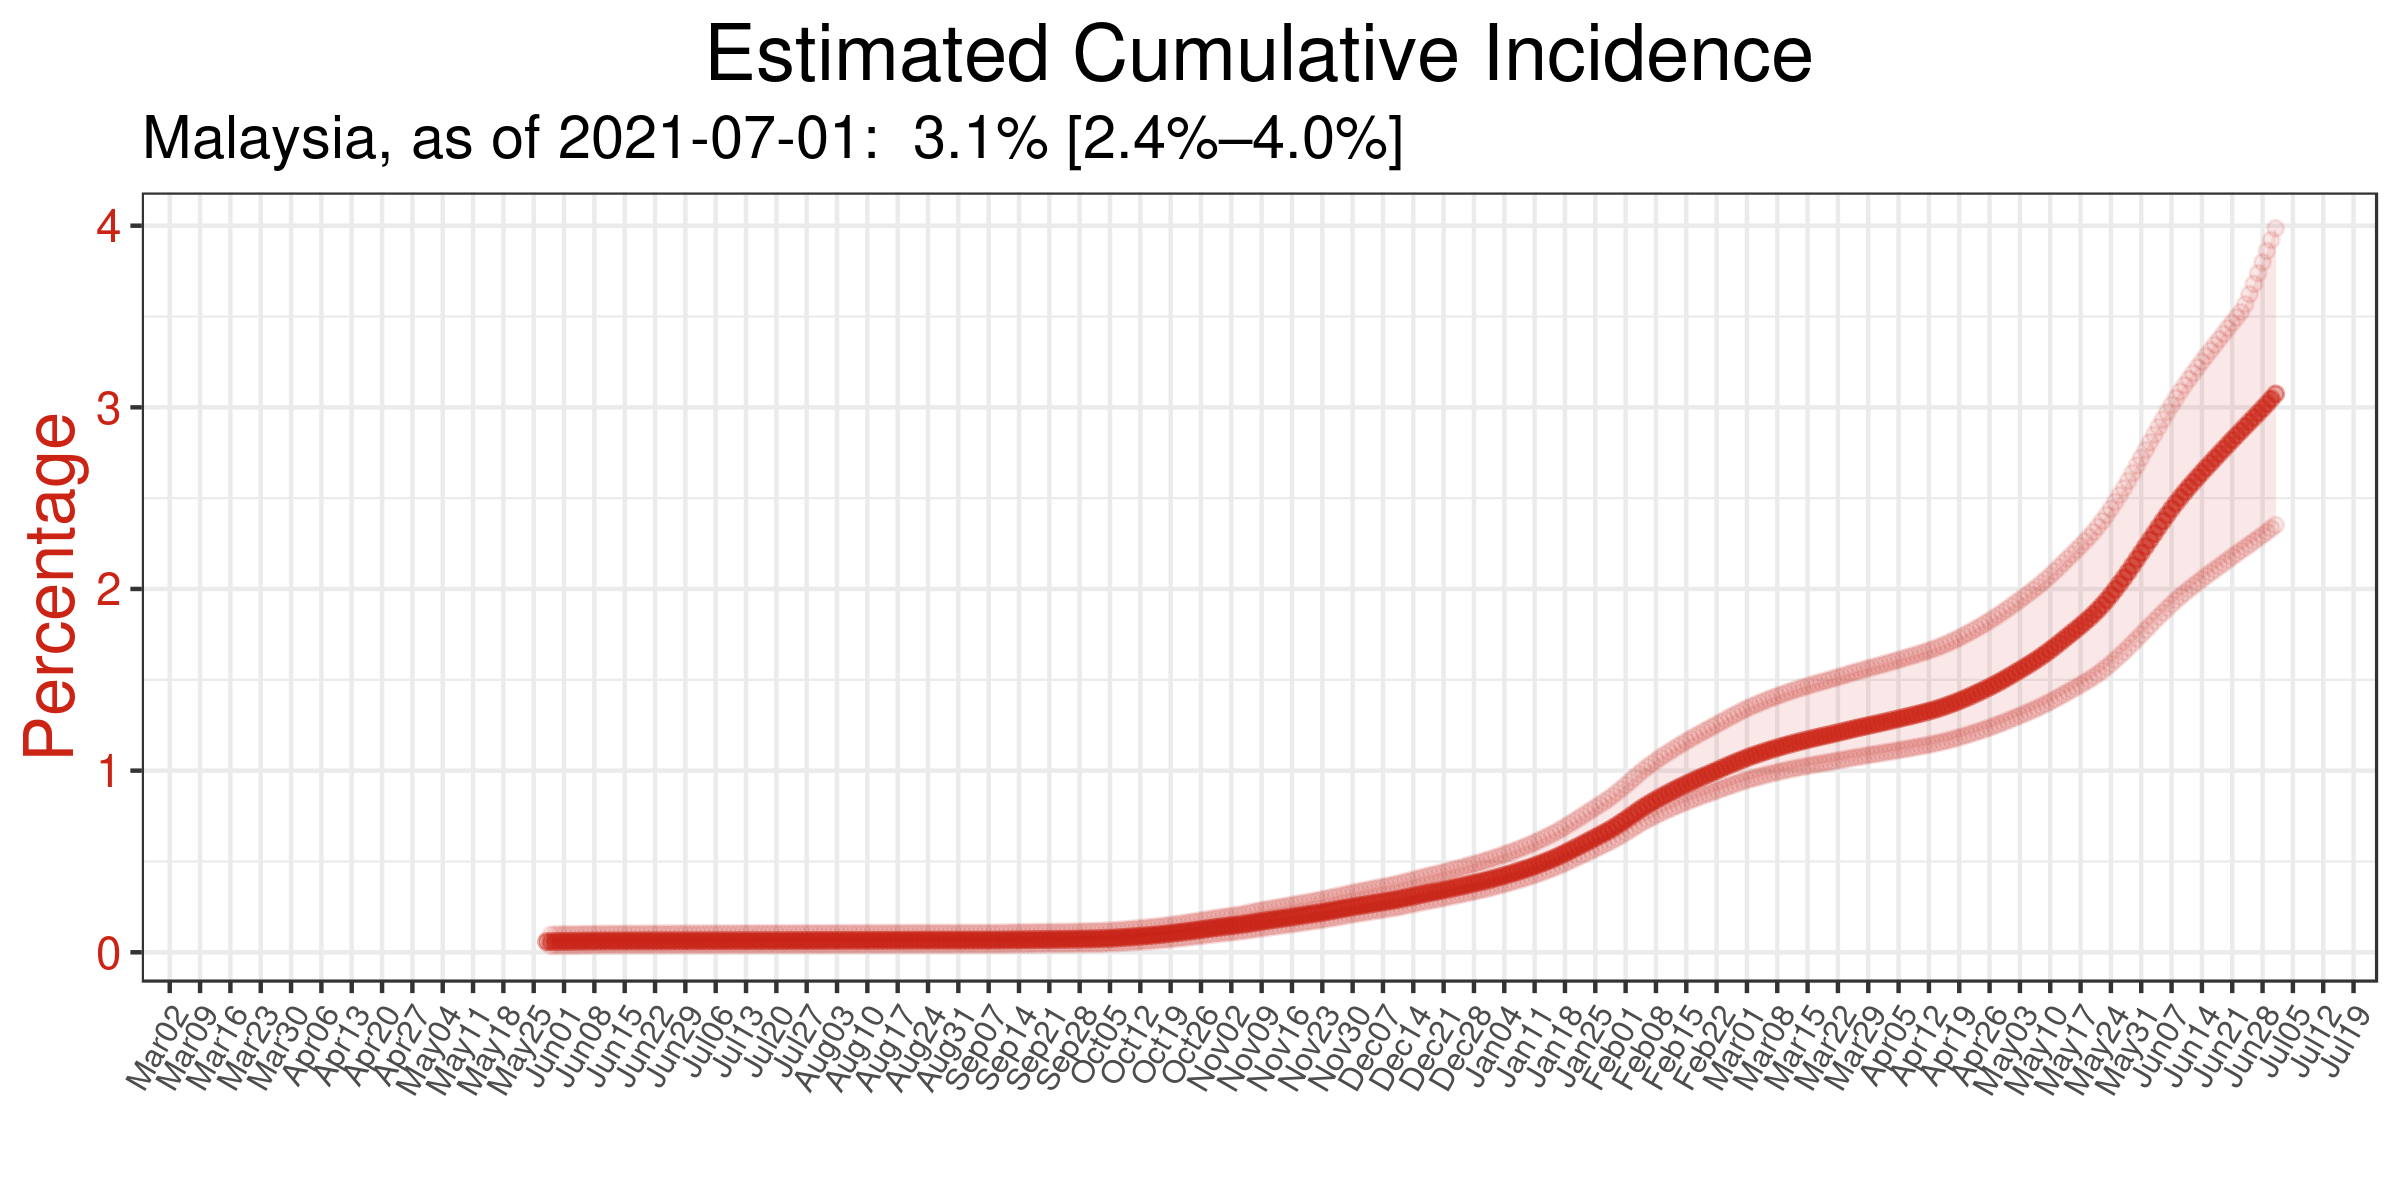 Estimated Cumulative Incidence
Malaysia, as of 2021-07-01:  3.1% [2.4%–4.0%]
Percentage
4
3
2
1
0
Mar02 Mar09 Mar16 Mar23 Mar30 Apr06 Apr13 Apr20 Apr27 May04 May11 May18 May25 Jun01 Jun08 Jun15 Jun22 Jun29 Jul06 Jul13 Jul20 Jul27 Aug03 Aug10 Aug17 Aug24 Aug31 Sep07 Sep14 Sep21 Sep28 Oct05 Oct12 Oct19 Oct26 Nov02 Nov09 Nov16 Nov23 Nov30 Dec07 Dec14 Dec21 Dec28 Jan04 Jan11 Jan18 Jan25 Feb01 Feb08 Feb15 Feb22 Mar01 Mar08 Mar15 Mar22 Mar29 Apr05 Apr12 Apr19 Apr26 May03 May10 May17 May24 May31 Jun07 Jun14 Jun21 Jun28 Jul05 Jul12 Jul19